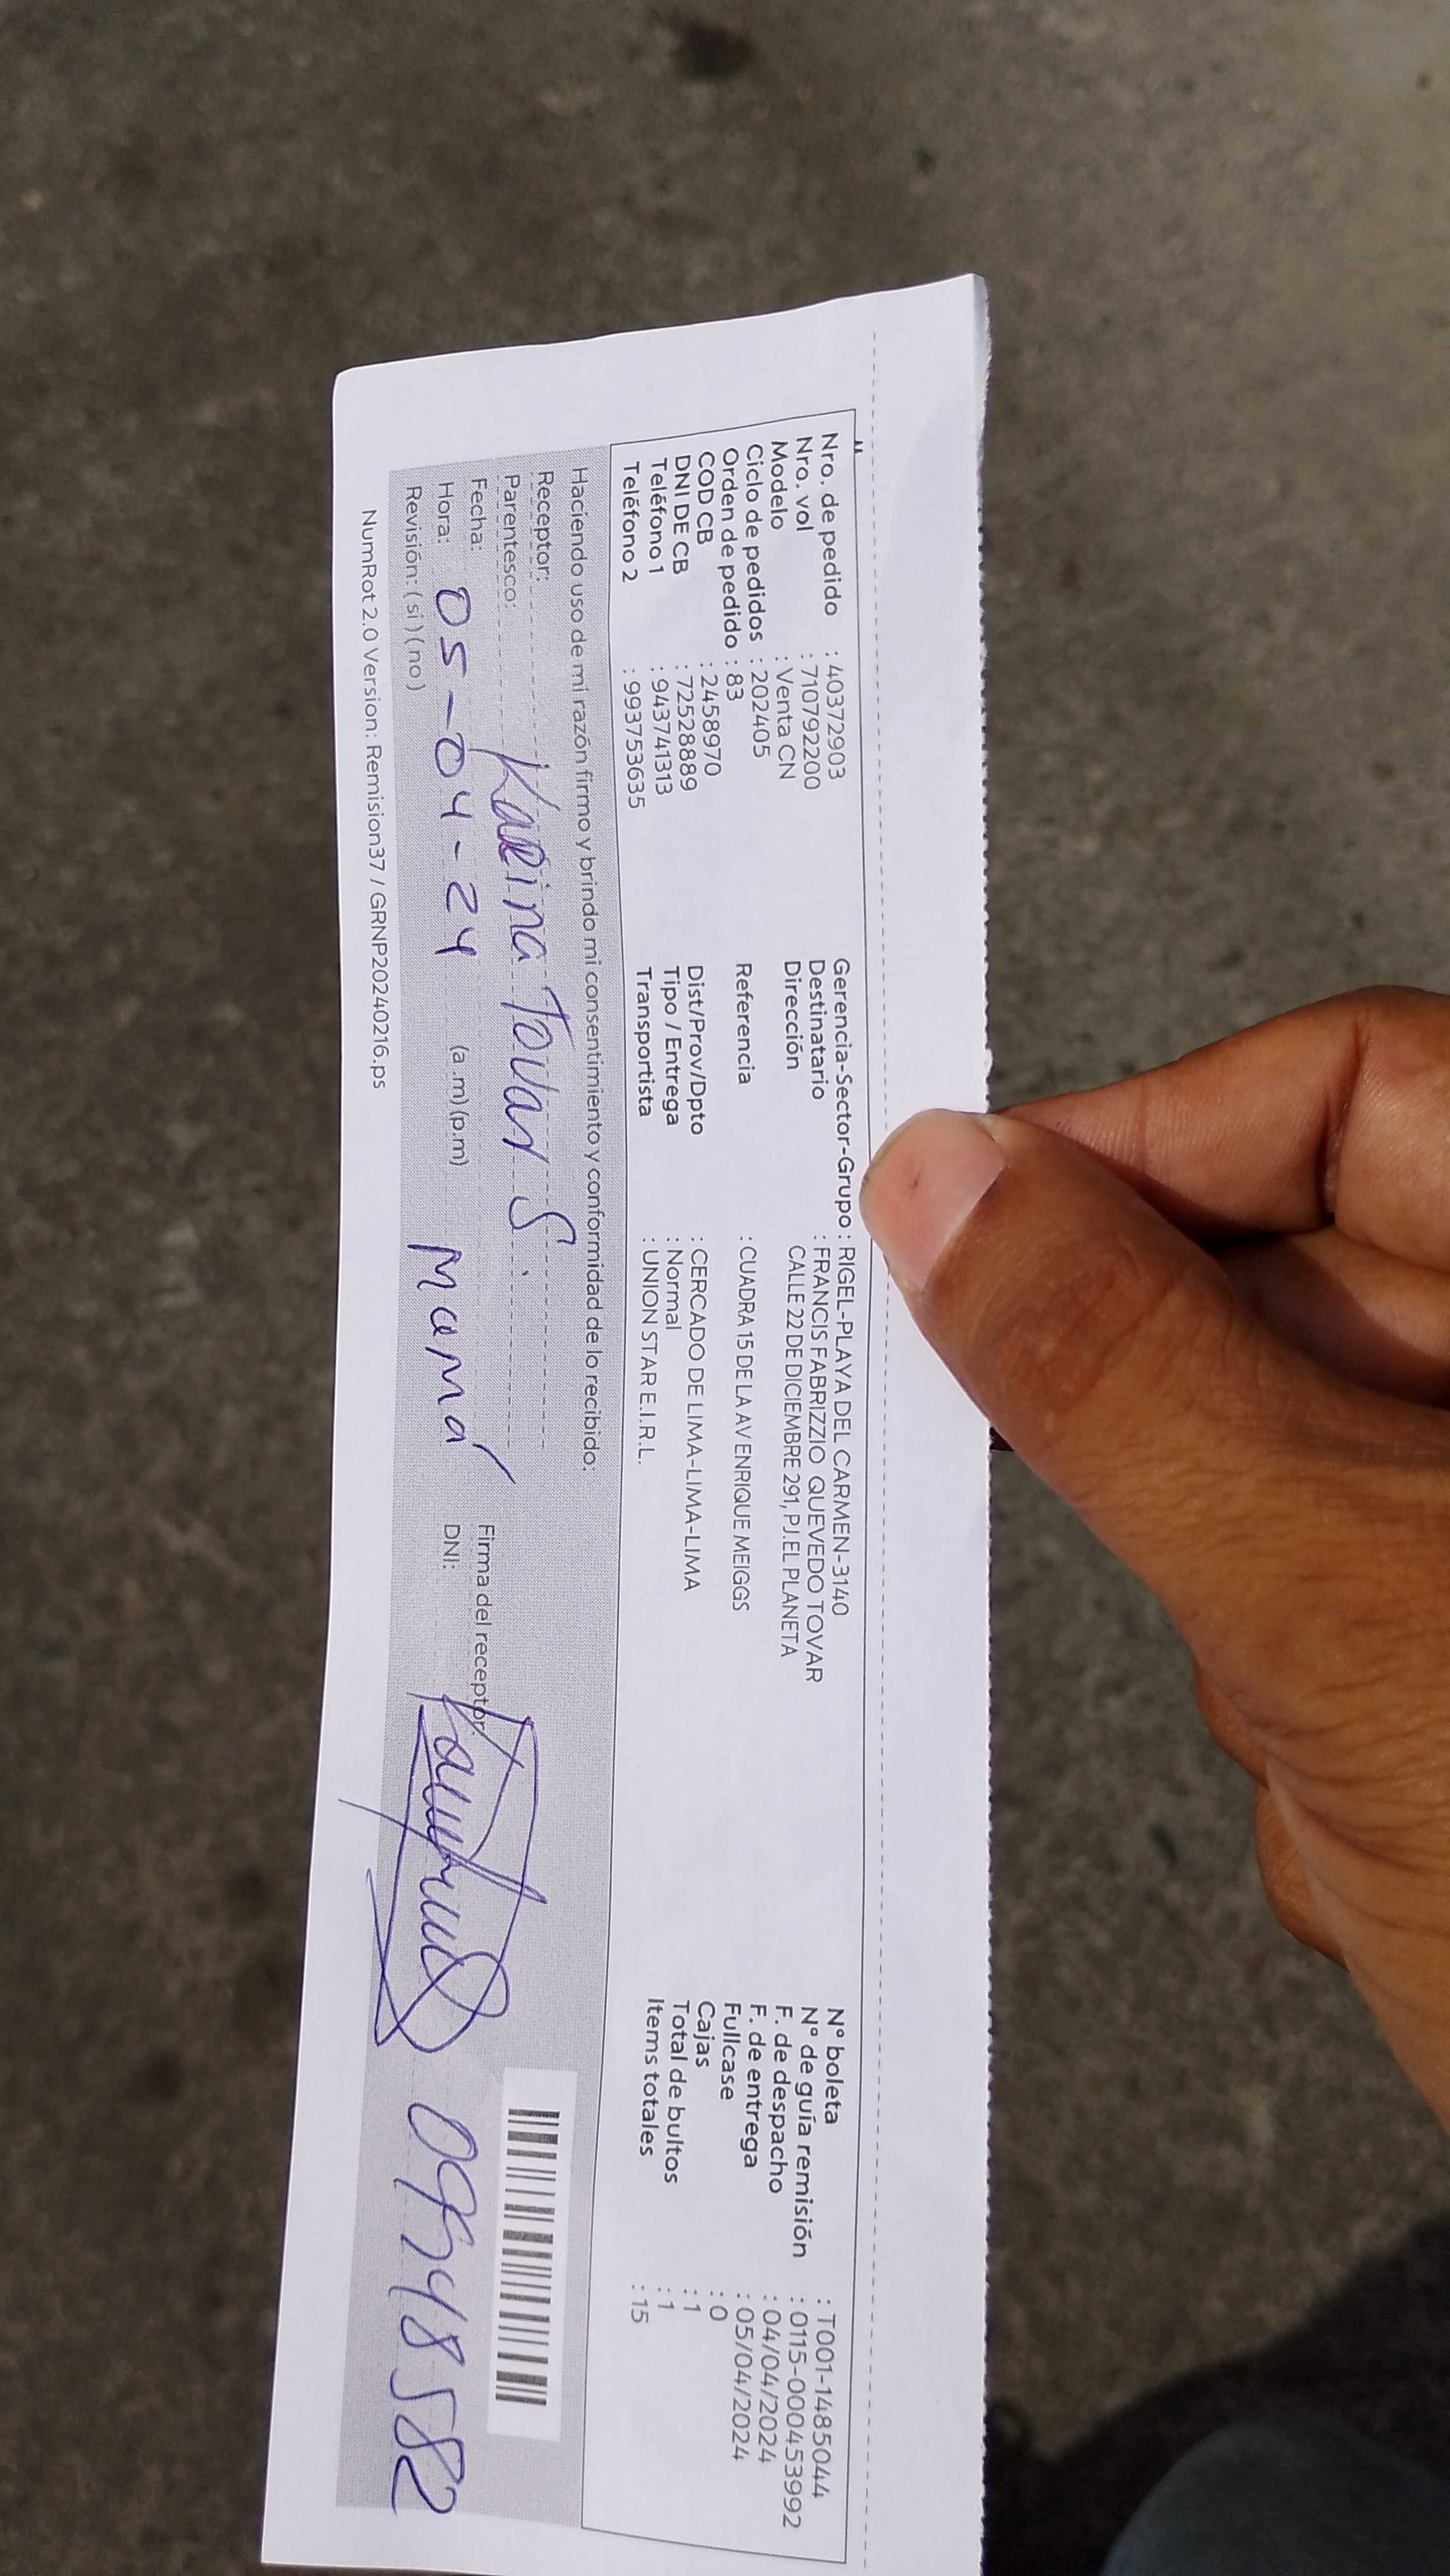 Nro. de pedido : 40372903
Nro. vol : 710792200
Modelo : Venta CN
Ciclo de pedidos : 202405
Orden de pedido : 83
COD CB : 2458970
DNI DE CB : 72528889
Teléfono 1 : 943741313
Teléfono 2 : 993753635
Gerencia-Sector-Grupo : RIGEL-PLAYA DEL CARMEN-3140
Destinatario : FRANCIS FABRIZZIO QUEVEDO TOVAR
Dirección CALLE 22 DE DICIEMBRE 291, PJ.EL PLANETA
Referencia : CUADRA 15 DE LA AV ENRIQUE MEIGGS
Dist/Prov/Dpto : CERCADO DE LIMA-LIMA-LIMA
Tipo / Entrega : Normal
Transportista : UNION STAR E.I.R.L.
N° boleta : T001-1485044
N° de guía remisión : 0115-000453992
F. de despacho : 04/04/2024
F. de entrega : 05/04/2024
Fullcase : 0
Cajas : 1
Total de bultos : 1
Items totales : 15
Haciendo uso de mi razón firmo y brindo mi consentimiento y conformidad de lo recibido:
Receptor: Karina Tovar S.
Parentesco:
Fecha:
Hora: 05-04-24 (a.m)(p.m) mamá
Revisión: ( si ) ( no )
Firma del receptor:
DNI:
NumRot 2.0 Version: Remision37 / GRNP20240216.ps